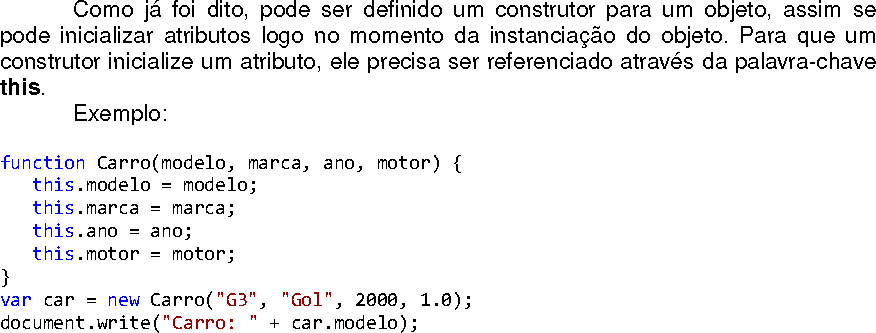 Como já foi dito, pode ser definido um construtor para um objeto, assim se
pode inicializar atributos logo no momento da instanciação do objeto. Para que um
construtor inicialize um atributo, ele precisa ser referenciado através da palavra-chave
this.
Exemplo:
function Carro(modelo, marca, ano, motor) {
this.modelo = modelo;
this.marca = marca;
this.ano = ano;
this.motor = motor;
}
var car = new Carro("G3", "Gol", 2000, 1.0);
document.write("Carro: " + car.modelo);